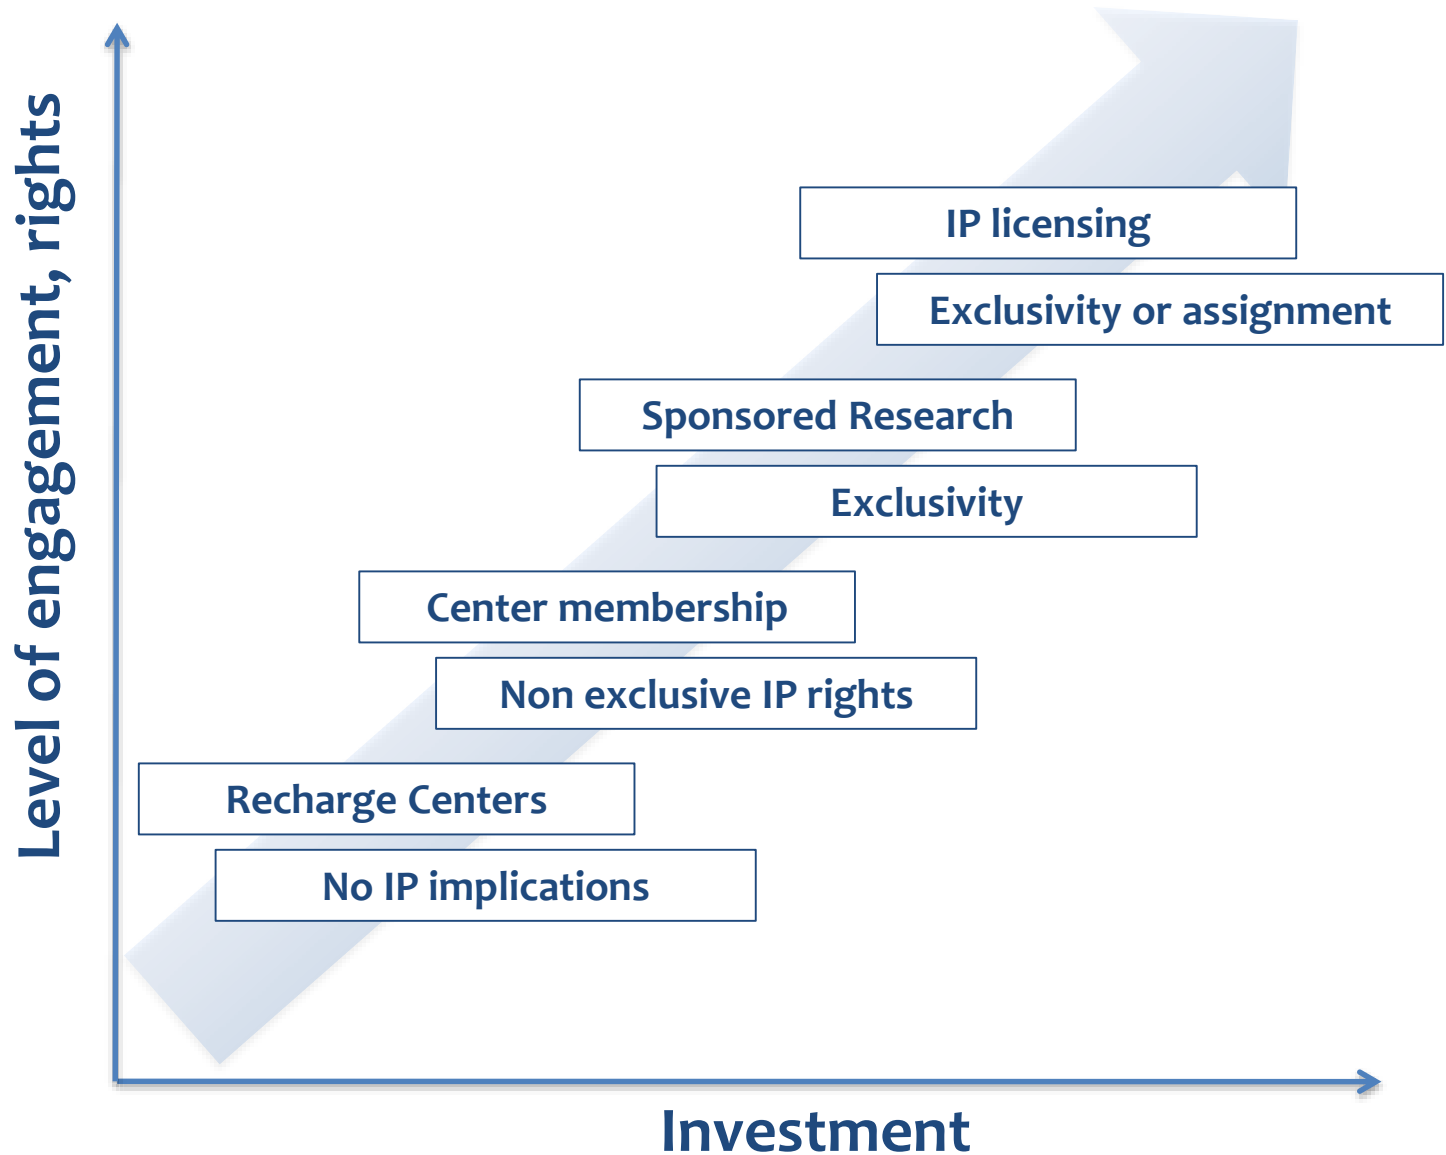 Level of engagement, rights
IP licensing
Exclusivity or assignment
Sponsored Research
Exclusivity
Center membership
Non exclusive IP rights
Recharge Centers
No IP implications
Investment